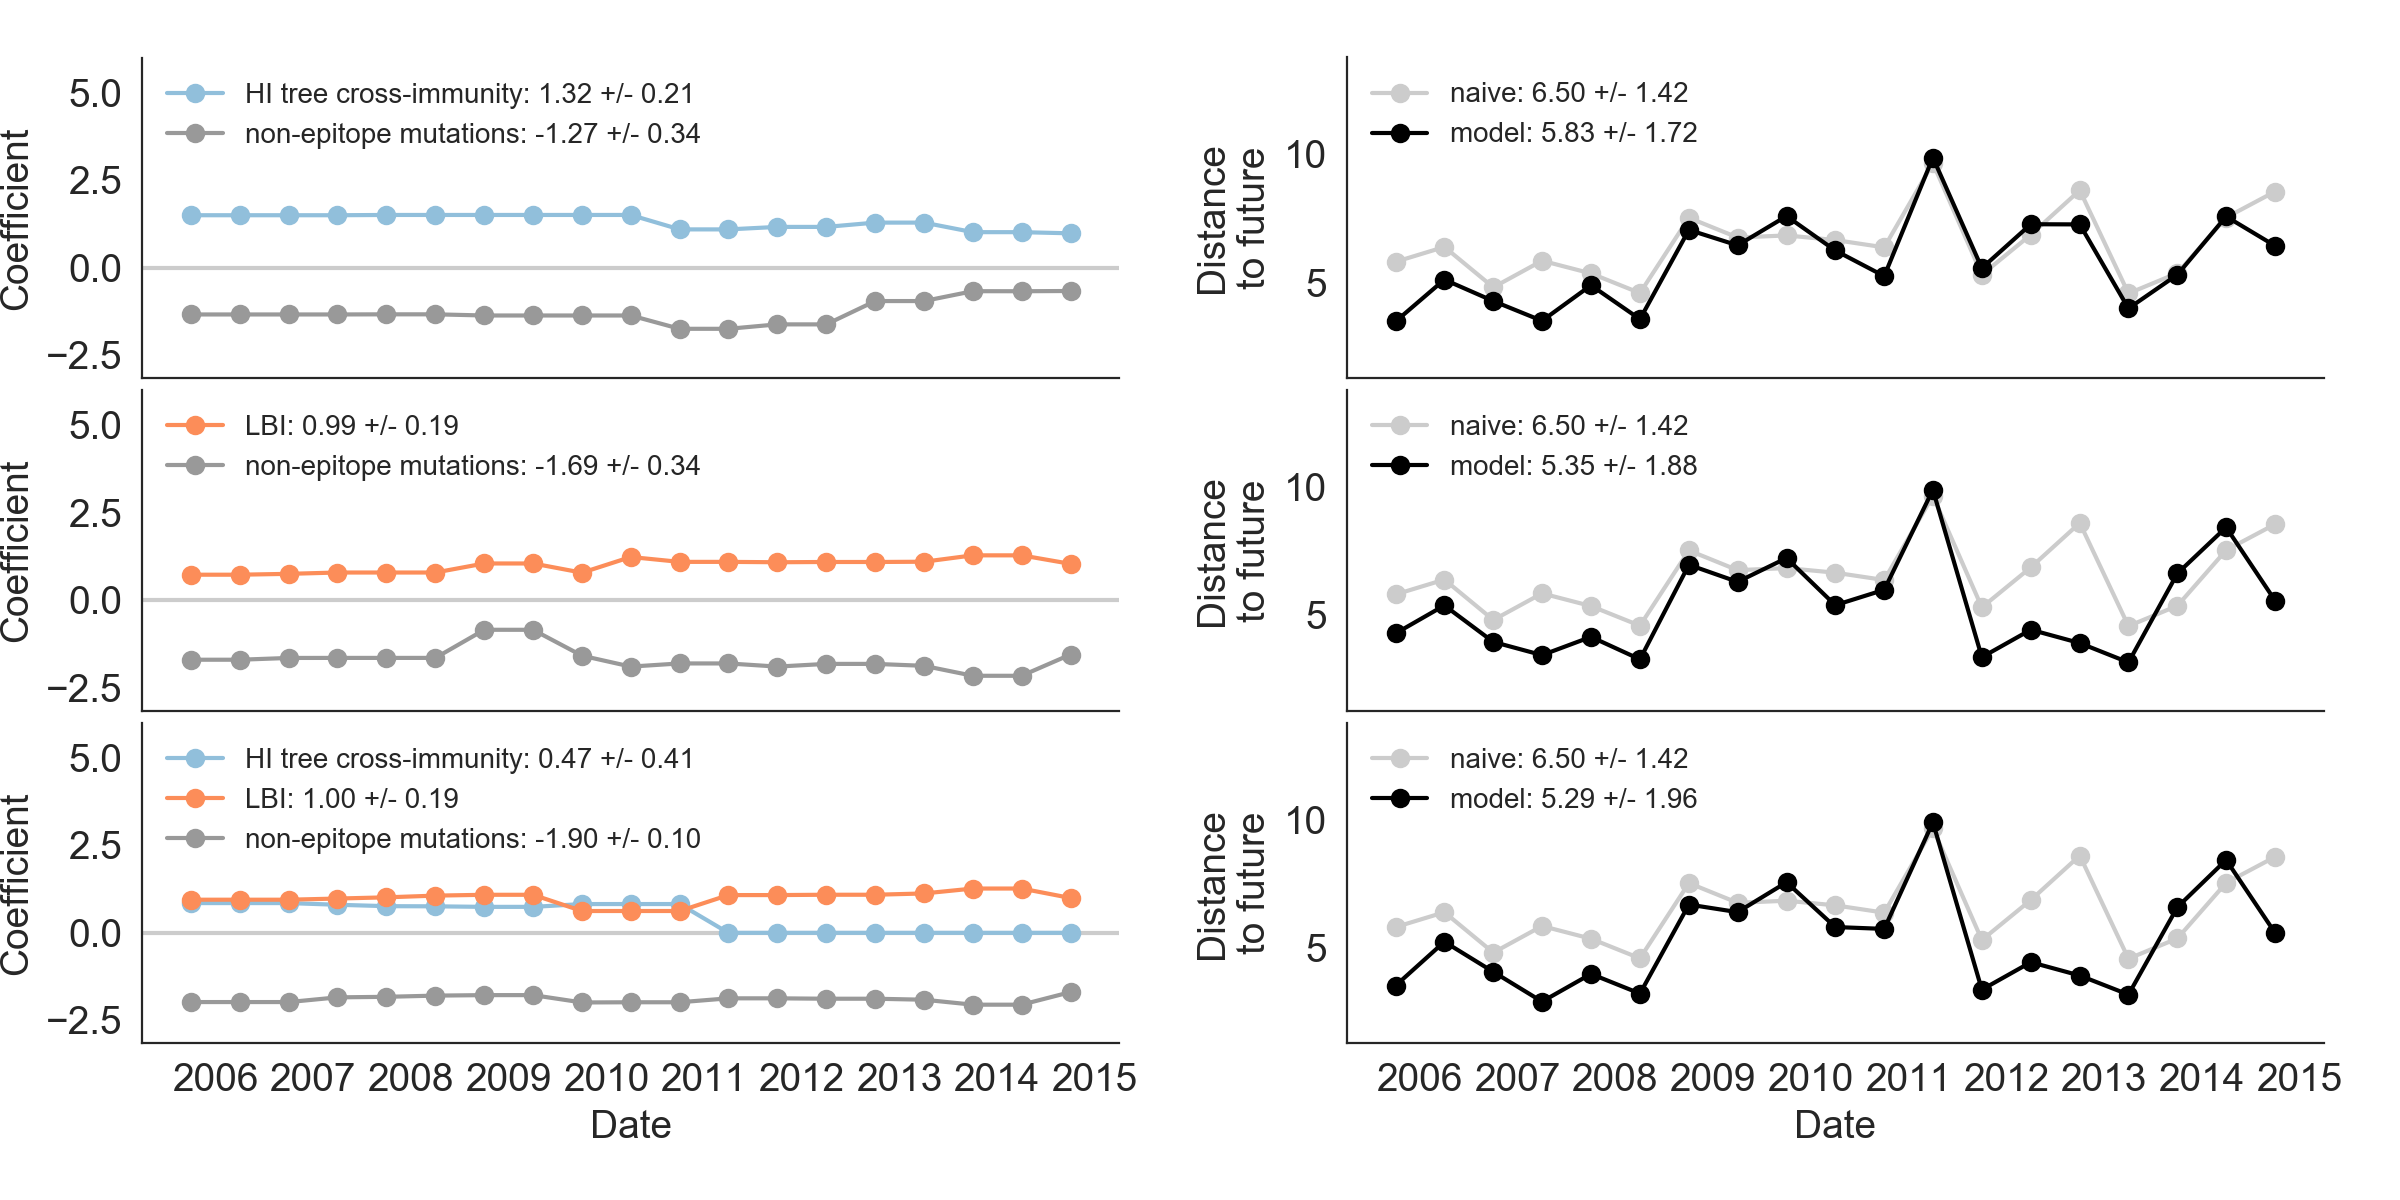 5.0
2.5
0.0
−2.5
Coefficient
HI tree cross-immunity: 1.32 +/- 0.21
non-epitope mutations: -1.27 +/- 0.34
10
5
Distance
to future
naive: 6.50 +/- 1.42
model: 5.83 +/- 1.72
5.0
2.5
0.0
−2.5
Coefficient
LBI: 0.99 +/- 0.19
non-epitope mutations: -1.69 +/- 0.34
10
5
Distance
to future
naive: 6.50 +/- 1.42
model: 5.35 +/- 1.88
5.0
2.5
0.0
−2.5
Coefficient
HI tree cross-immunity: 0.47 +/- 0.41
LBI: 1.00 +/- 0.19
non-epitope mutations: -1.90 +/- 0.10
2006 2007 2008 2009 2010 2011 2012 2013 2014 2015
Date
10
5
Distance
to future
naive: 6.50 +/- 1.42
model: 5.29 +/- 1.96
2006 2007 2008 2009 2010 2011 2012 2013 2014 2015
Date